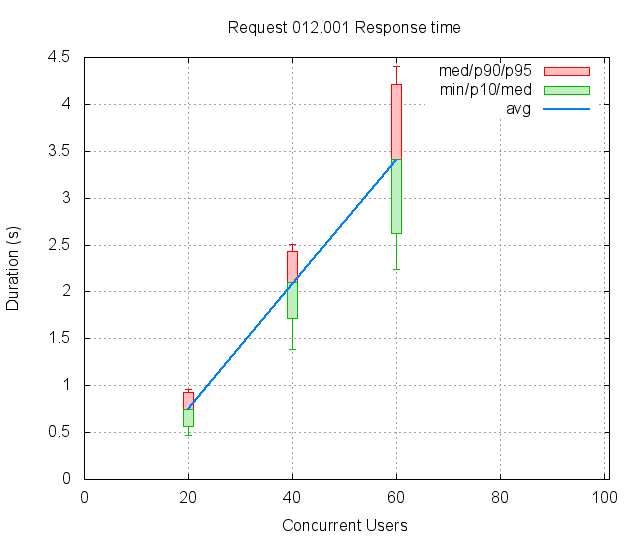 Request 012.001 Response time
med/p90/p95
min/p10/med
avg
4.5
4
3.5
3
2.5
2
1.5
1
0.5
0
Duration (s)
0 20 40 60 80 100
Concurrent Users